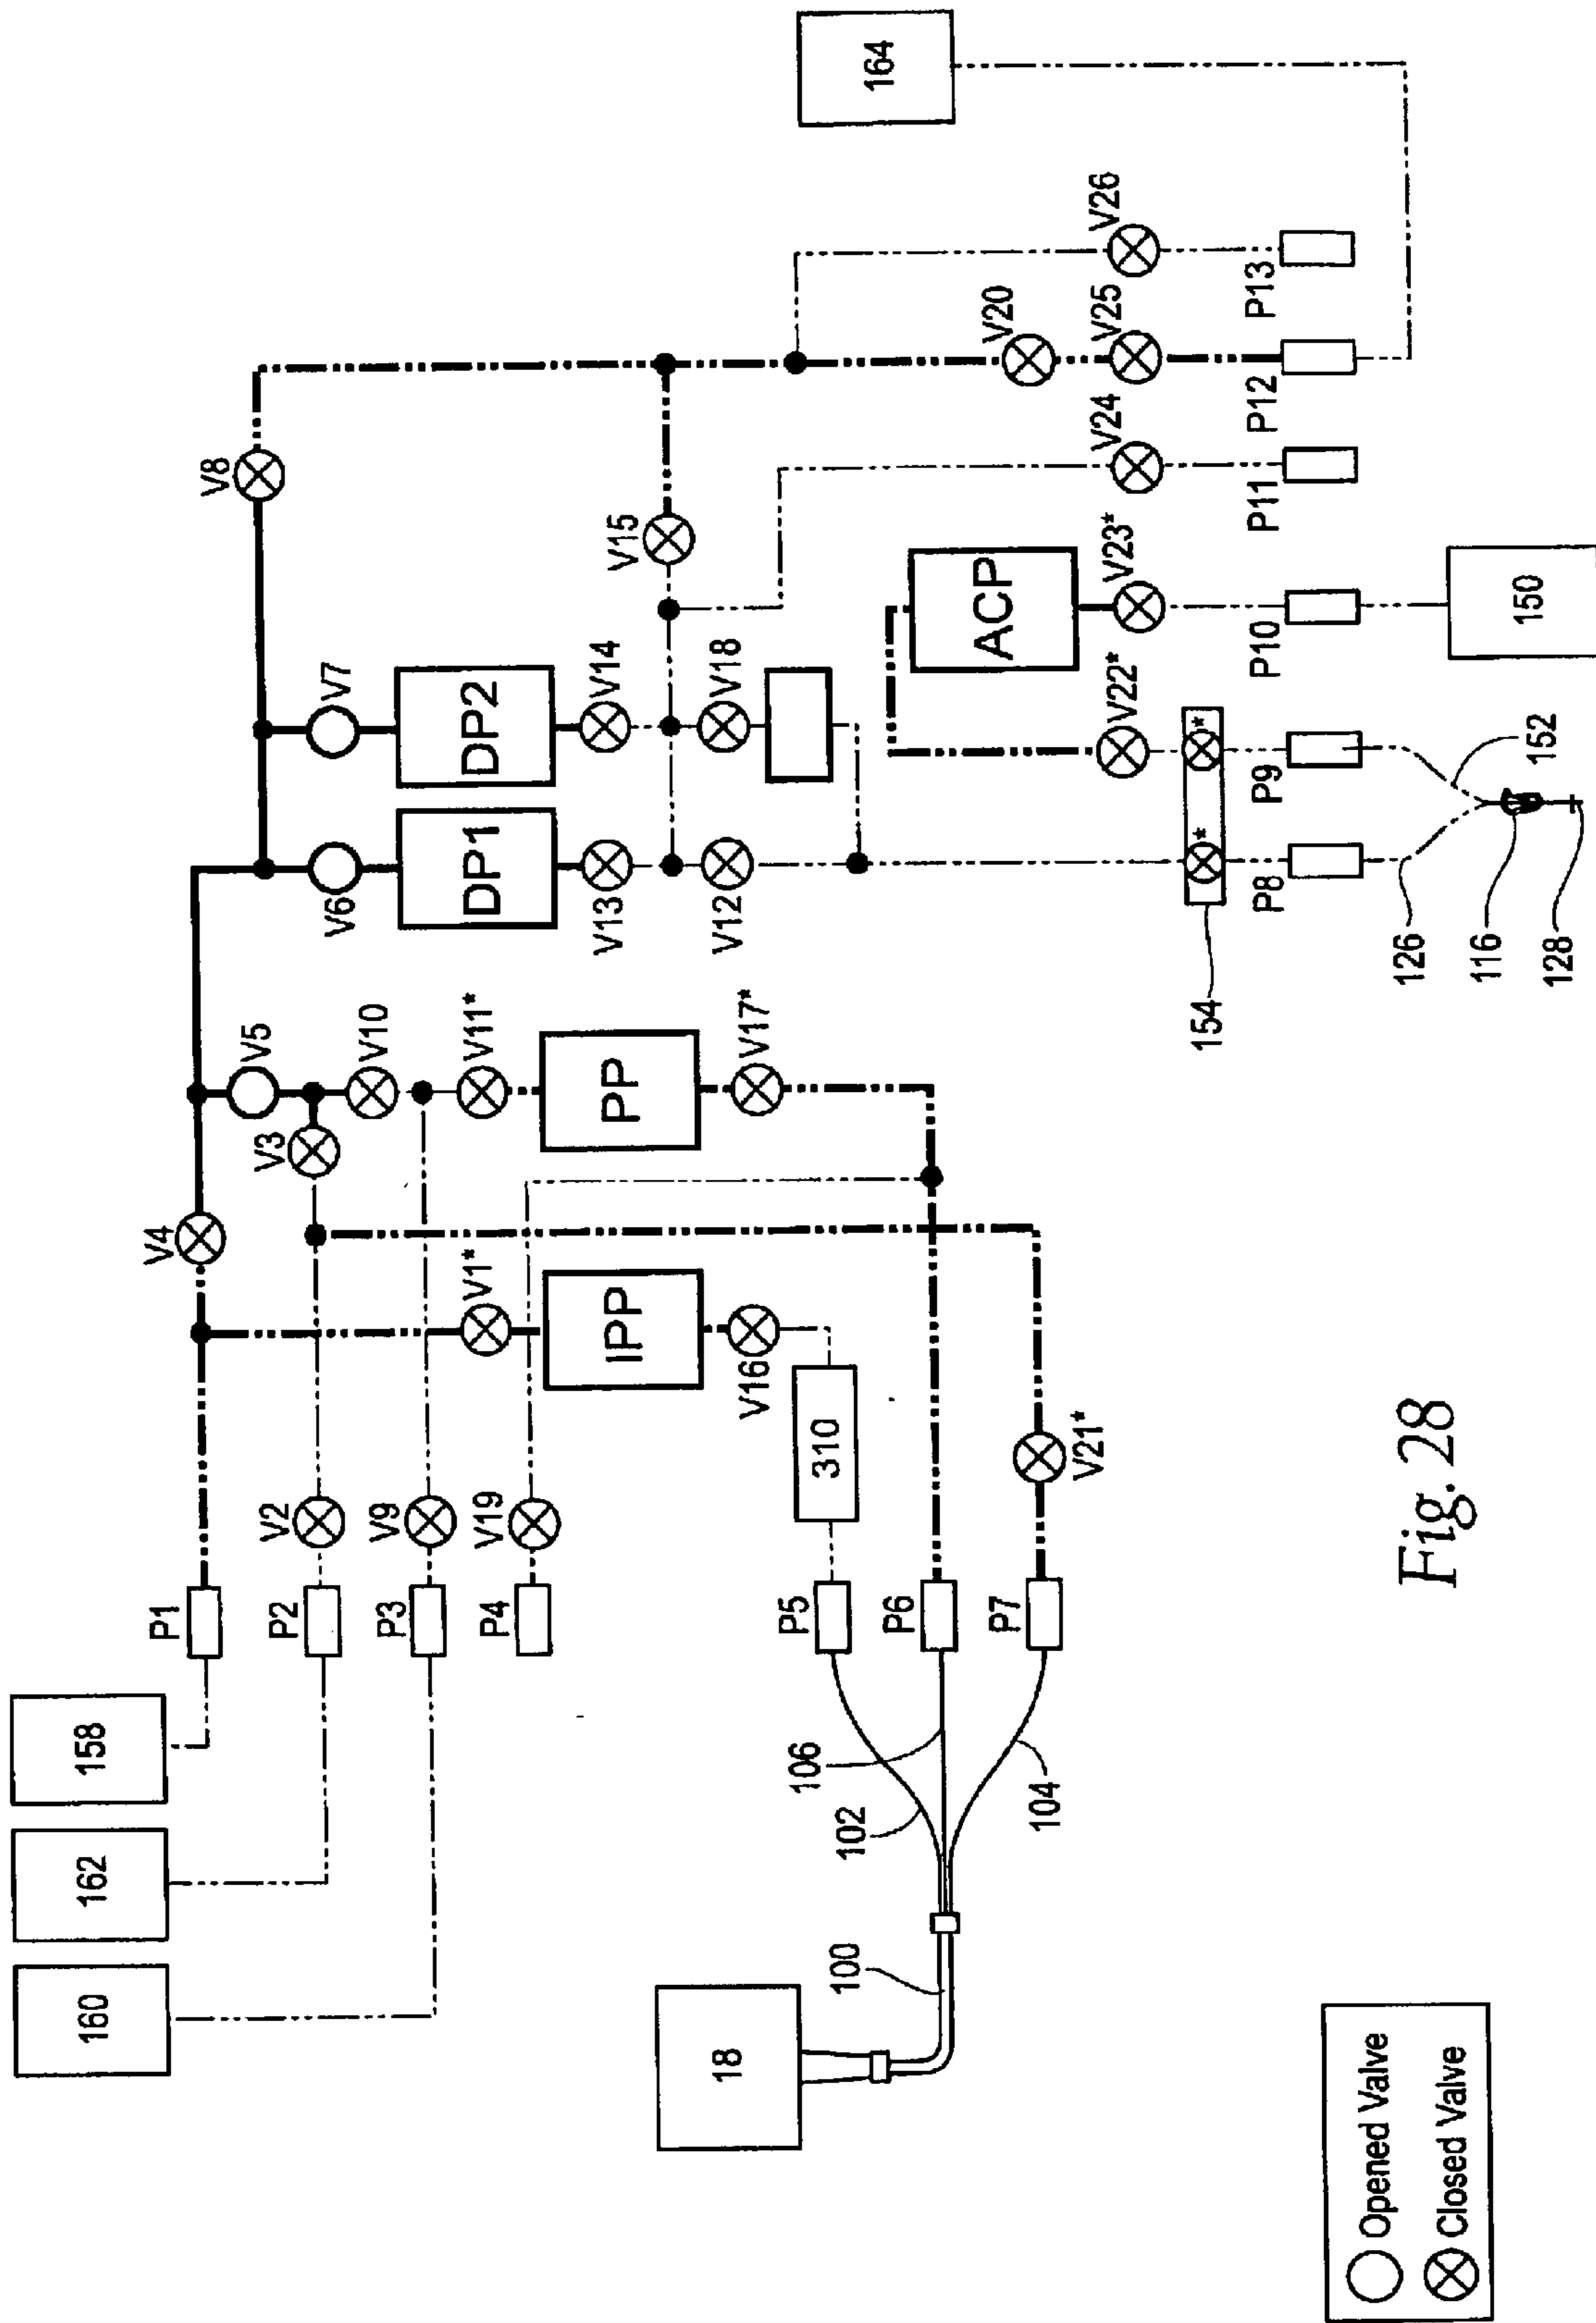 160
162
158
P1
V4
V8
V5
P2
V2
V3
V6
V7
V10
P3
V9
V1*
V11*
DP1
DP2
P4
V19
IPP
PP
V13
V14
V15
18
V16
V17*
V12
V18
P5
310
106
102
100
164
P6
ACP
P7
V20
104
V21*
V22*
V23*
V24
V25
V26
154
*
*
P8
P9
P10
P11
P12
P13
Opened Valve
Closed Valve
Fig. 28
126
116
128
152
150